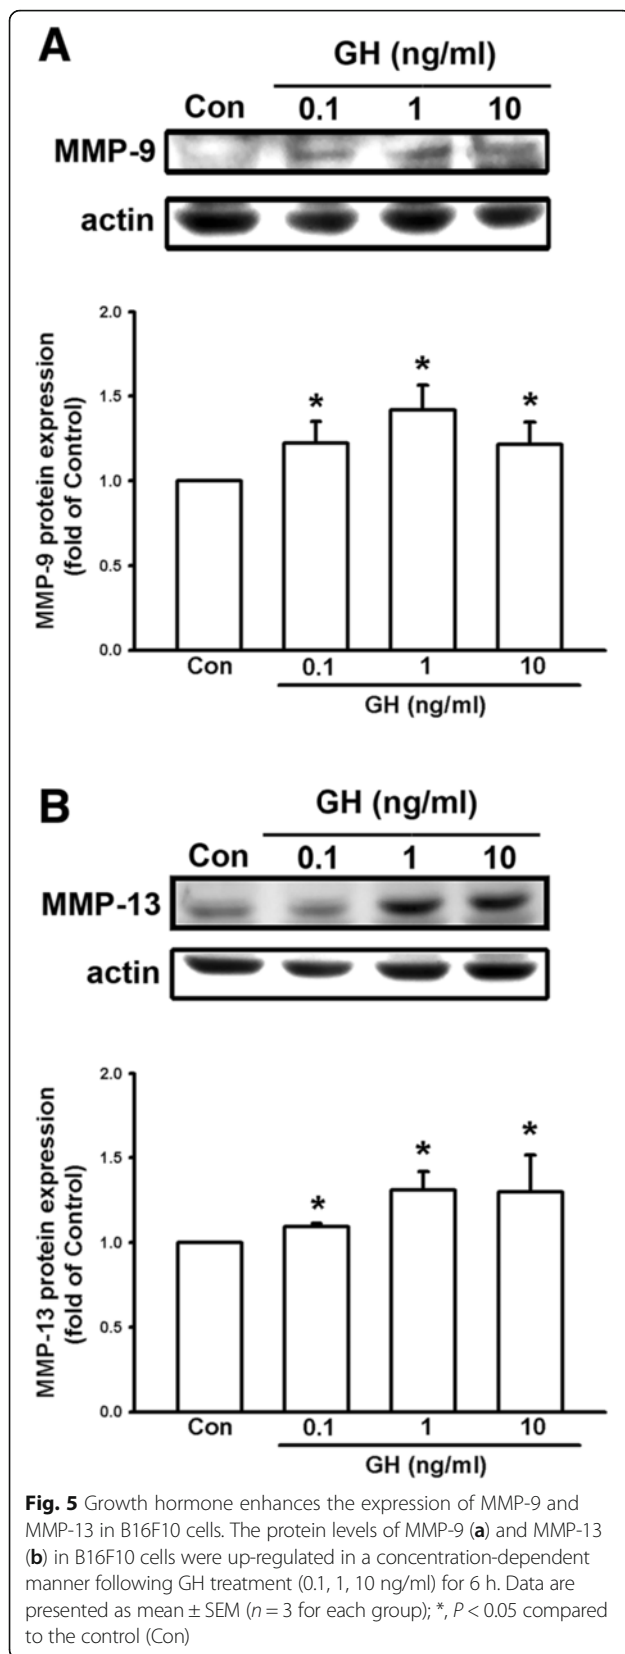 A
GH (ng/ml)
Con 0.1 1 10
MMP-9
actin
MMP-9 protein expression
(fold of Control)
2.0
1.5
1.0
0.5
0.0
* * *
Con 0.1 1 10
GH (ng/ml)
B
GH (ng/ml)
Con 0.1 1 10
MMP-13
actin
MMP-13 protein expression
(fold of Control)
2.0
1.5
1.0
0.5
0.0
* * *
Con 0.1 1 10
GH (ng/ml)
Fig. 5 Growth hormone enhances the expression of MMP-9 and
MMP-13 in B16F10 cells. The protein levels of MMP-9 (a) and MMP-13
(b) in B16F10 cells were up-regulated in a concentration-dependent
manner following GH treatment (0.1, 1, 10 ng/ml) for 6 h. Data are
presented as mean ± SEM (n = 3 for each group); *, P < 0.05 compared
to the control (Con)